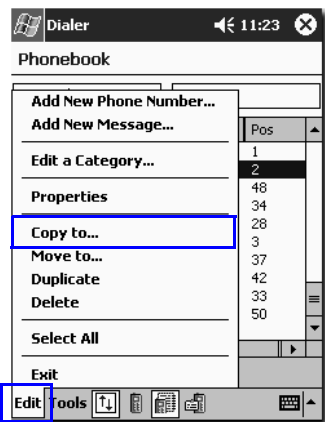 Dialer 11:23
Phonebook
Add New Phone Number...
Add New Message...
Edit a Category...
Properties
Copy to...
Move to...
Duplicate
Delete
Select All
Exit
Pos
1
2
48
34
28
3
37
42
33
50
Edit Tools